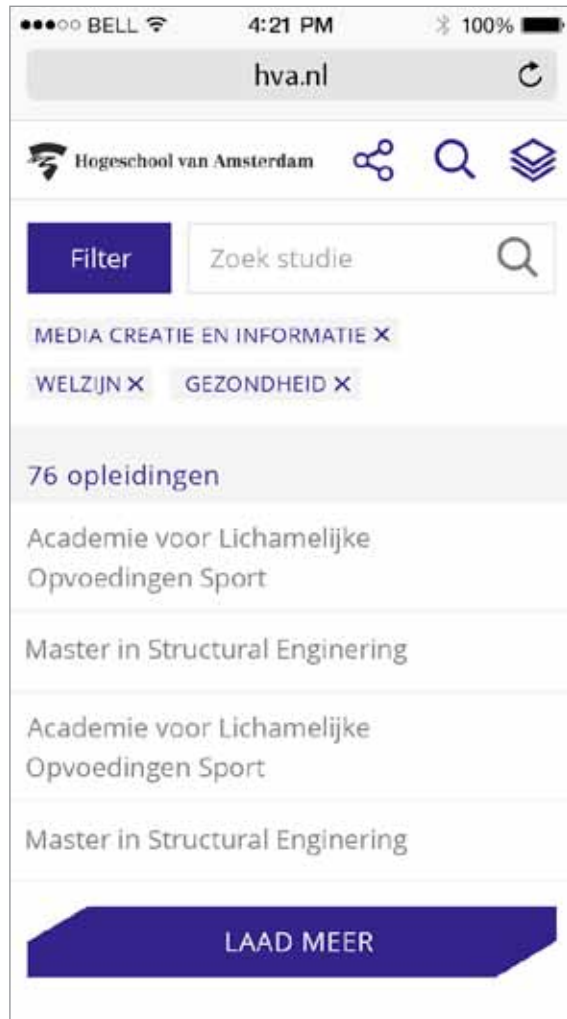 BELL 4:21 PM 100%
hva.nl
Hogeschool van Amsterdam
Filter Zoek studie
MEDIA CREATIE EN INFORMATIE ×
WELZIJN × GEZONDHEID ×
76 opleidingen
Academie voor Lichamelijke
Opvoedingen Sport
Master in Structural Enginering
Academie voor Lichamelijke
Opvoedingen Sport
Master in Structural Enginering
LAAD MEER